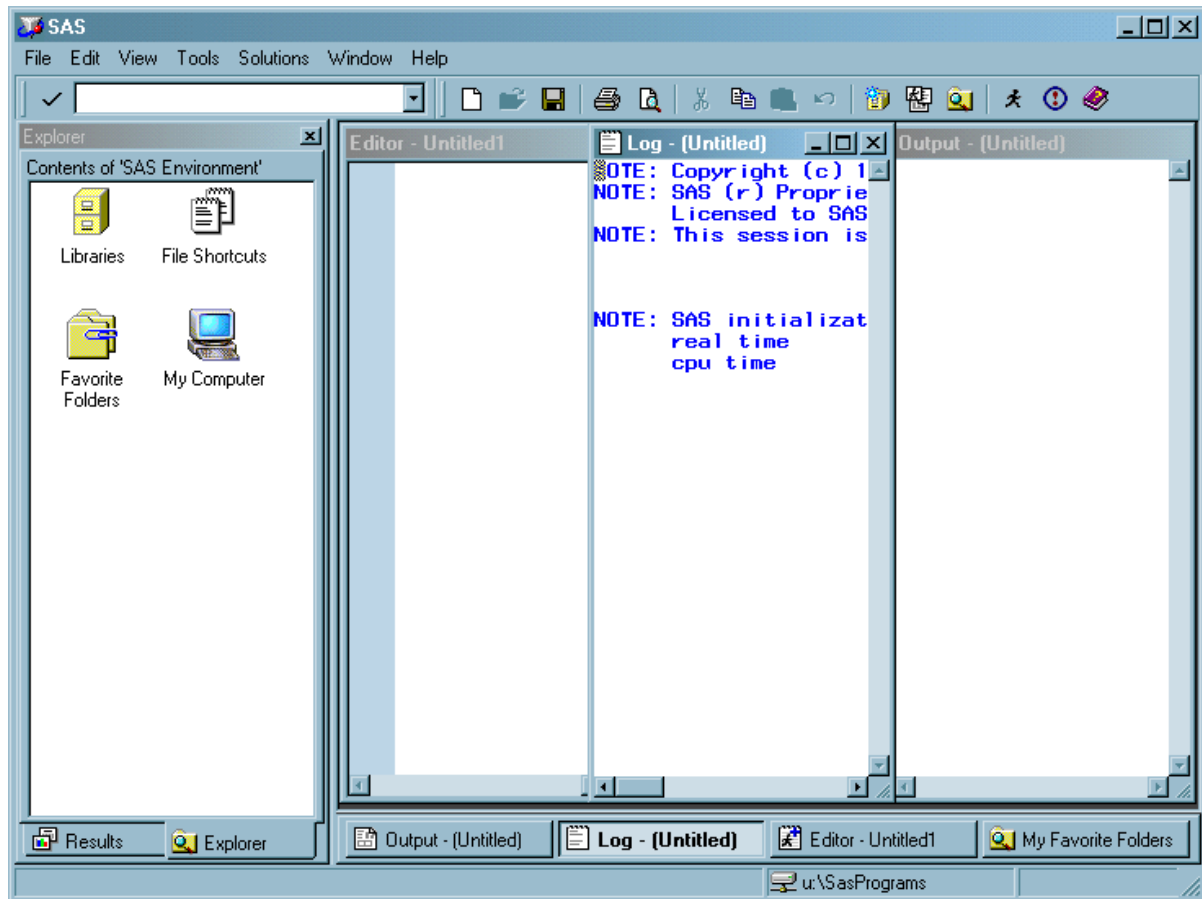 SAS
File Edit View Tools Solutions Window Help
Explorer
Contents of 'SAS Environment'
Libraries
File Shortcuts
Favorite
Folders
My Computer
Editor - Untitled1
Log - (Untitled)
OTE: Copyright (c) 1
NOTE: SAS (r) Proprie
Licensed to SAS
NOTE: This session is
NOTE: SAS initializat
real time
cpu time
Output - (Untitled)
Results
Explorer
Output - (Untitled)
Log - (Untitled)
Editor - Untitled1
My Favorite Folders
u:\SasPrograms